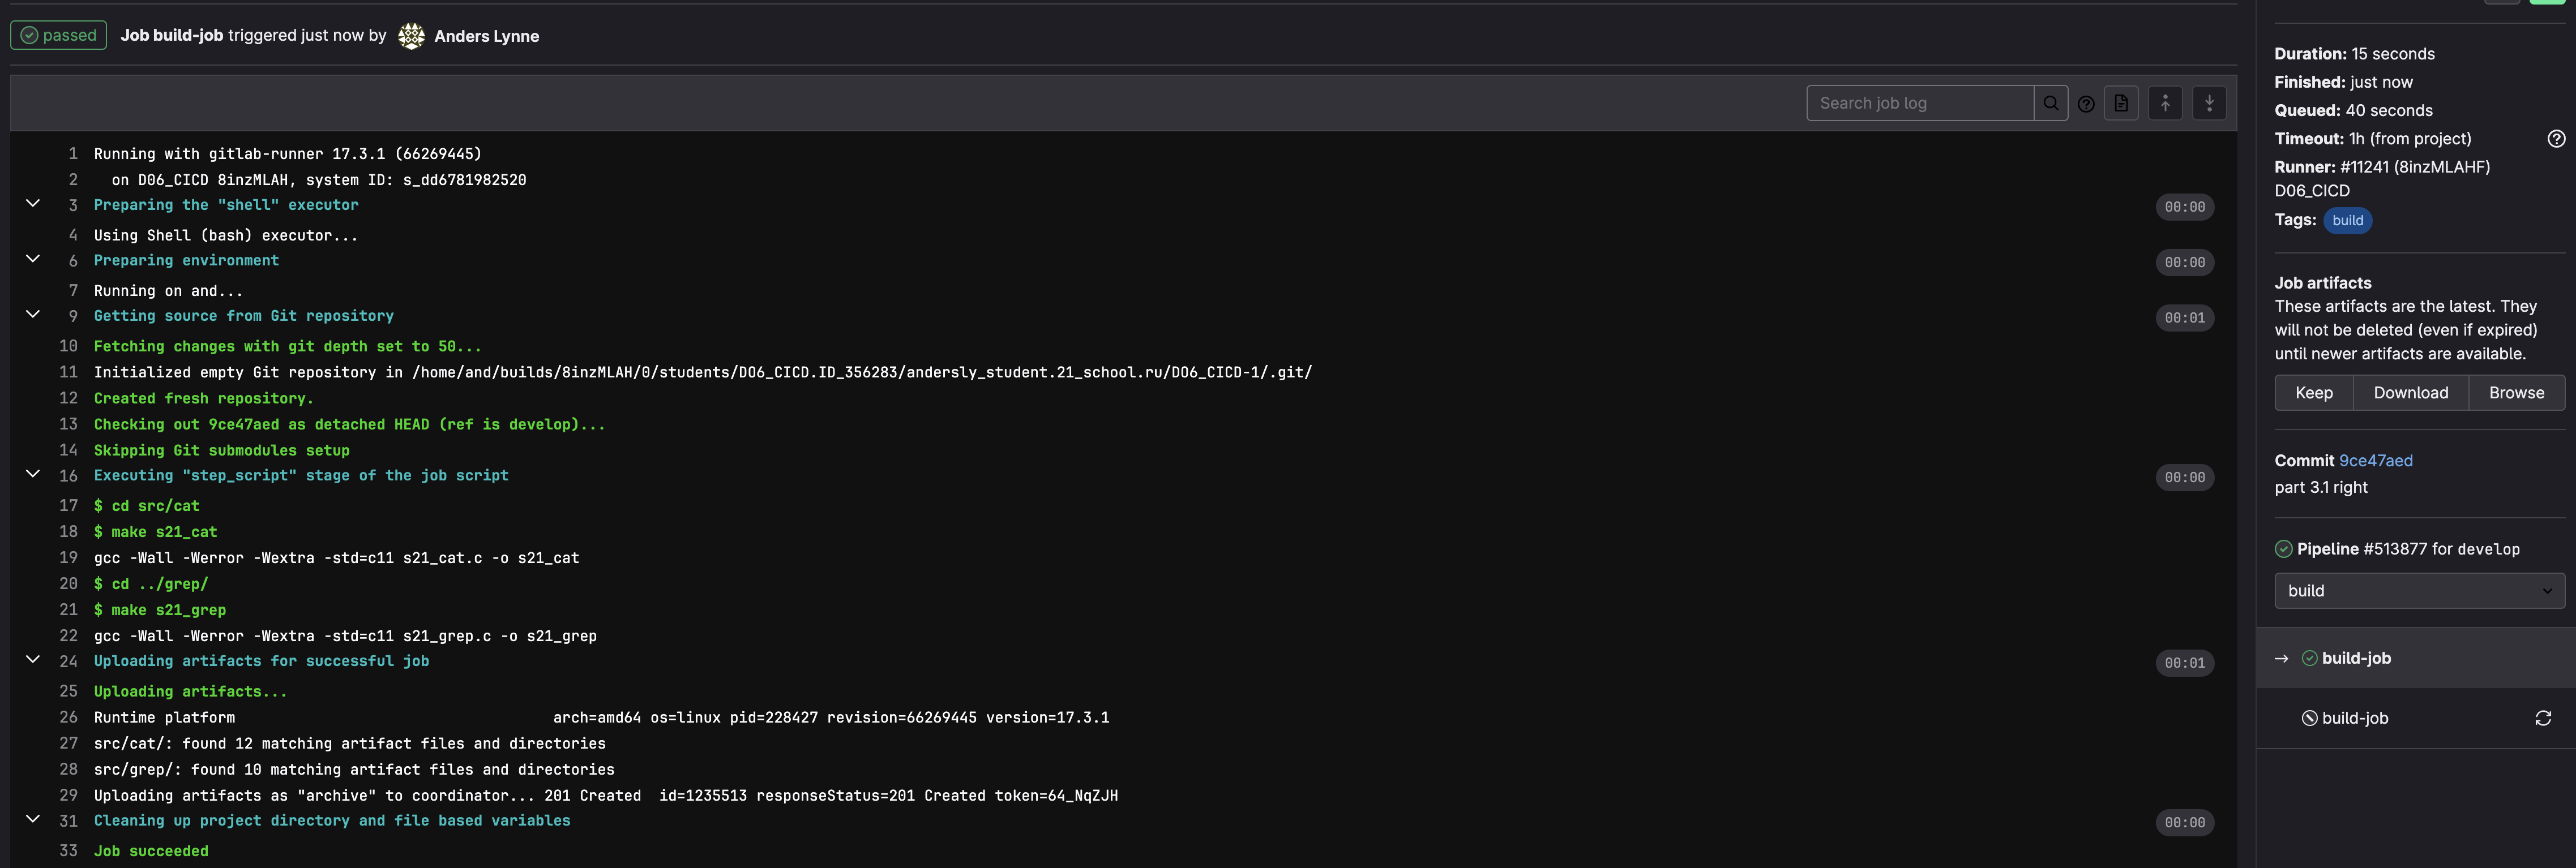 passed Job build-job triggered just now by Anders Lynne
Search job log
1 Running with gitlab-runner 17.3.1 (66269445)
2 on D06_CICD 8inzMLAH, system ID: s_dd6781982520
3 Preparing the "shell" executor 00:00
4 Using Shell (bash) executor...
6 Preparing environment 00:00
7 Running on and...
9 Getting source from Git repository 00:01
10 Fetching changes with git depth set to 50...
11 Initialized empty Git repository in /home/and/builds/8inzMLAH/0/students/DO6_CICD.ID_356283/andersly_student.21_school.ru/DO6_CICD-1/.git/
12 Created fresh repository.
13 Checking out 9ce47aed as detached HEAD (ref is develop)...
14 Skipping Git submodules setup
16 Executing "step_script" stage of the job script 00:00
17 $ cd src/cat
18 $ make s21_cat
19 gcc -Wall -Werror -Wextra -std=c11 s21_cat.c -o s21_cat
20 $ cd ../grep/
21 $ make s21_grep
22 gcc -Wall -Werror -Wextra -std=c11 s21_grep.c -o s21_grep
24 Uploading artifacts for successful job 00:01
25 Uploading artifacts...
26 Runtime platform arch=amd64 os=linux pid=228427 revision=66269445 version=17.3.1
27 src/cat/: found 12 matching artifact files and directories
28 src/grep/: found 10 matching artifact files and directories
29 Uploading artifacts as "archive" to coordinator... 201 Created id=1235513 responseStatus=201 Created token=64_NqZJH
31 Cleaning up project directory and file based variables 00:00
33 Job succeeded
Duration: 15 seconds
Finished: just now
Queued: 40 seconds
Timeout: 1h (from project)
Runner: #11241 (8inzMLAHF)
D06_CICD
Tags: build
Job artifacts
These artifacts are the latest. They
will not be deleted (even if expired)
until newer artifacts are available.
Keep Download Browse
Commit 9ce47aed
part 3.1 right
Pipeline #513877 for develop
build
→ build-job
build-job